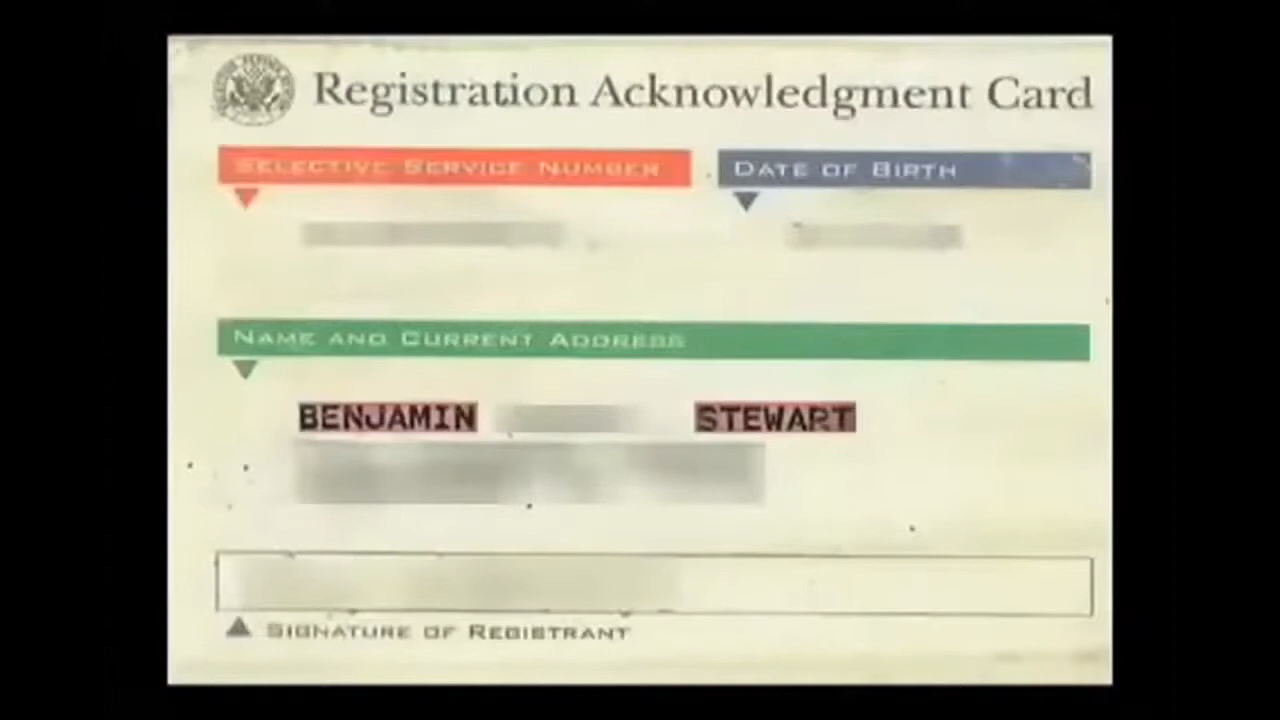 Registration Acknowledgment Card
SELECTIVE SERVICE NUMBER
DATE OF BIRTH
NAME AND CURRENT ADDRESS
BENJAMIN STEWART
SIGNATURE OF REGISTRANT